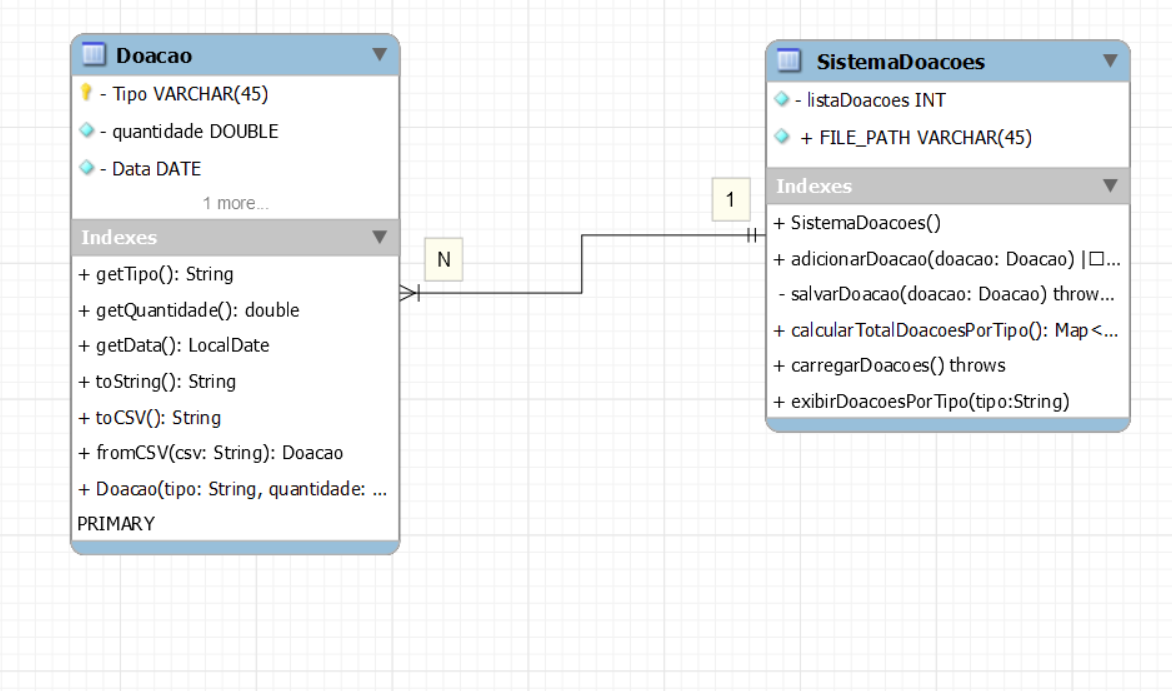 Doacao
- Tipo VARCHAR(45)
- quantidade DOUBLE
- Data DATE
1 more...
Indexes
+ getTipo(): String
+ getQuantidade(): double
+ getData(): LocalDate
+ toString(): String
+ toCSV(): String
+ fromCSV(csv: String): Doacao
+ Doacao(tipo: String, quantidade: ...
PRIMARY
N
1
SistemaDoacoes
- listaDoacoes INT
+ FILE_PATH VARCHAR(45)
Indexes
+ SistemaDoacoes()
+ adicionarDoacao(doacao: Doacao) |□...
- salvarDoacao(doacao: Doacao) throw...
+ calcularTotalDoacoesPorTipo(): Map<...
+ carregarDoacoes() throws
+ exibirDoacoesPorTipo(tipo:String)